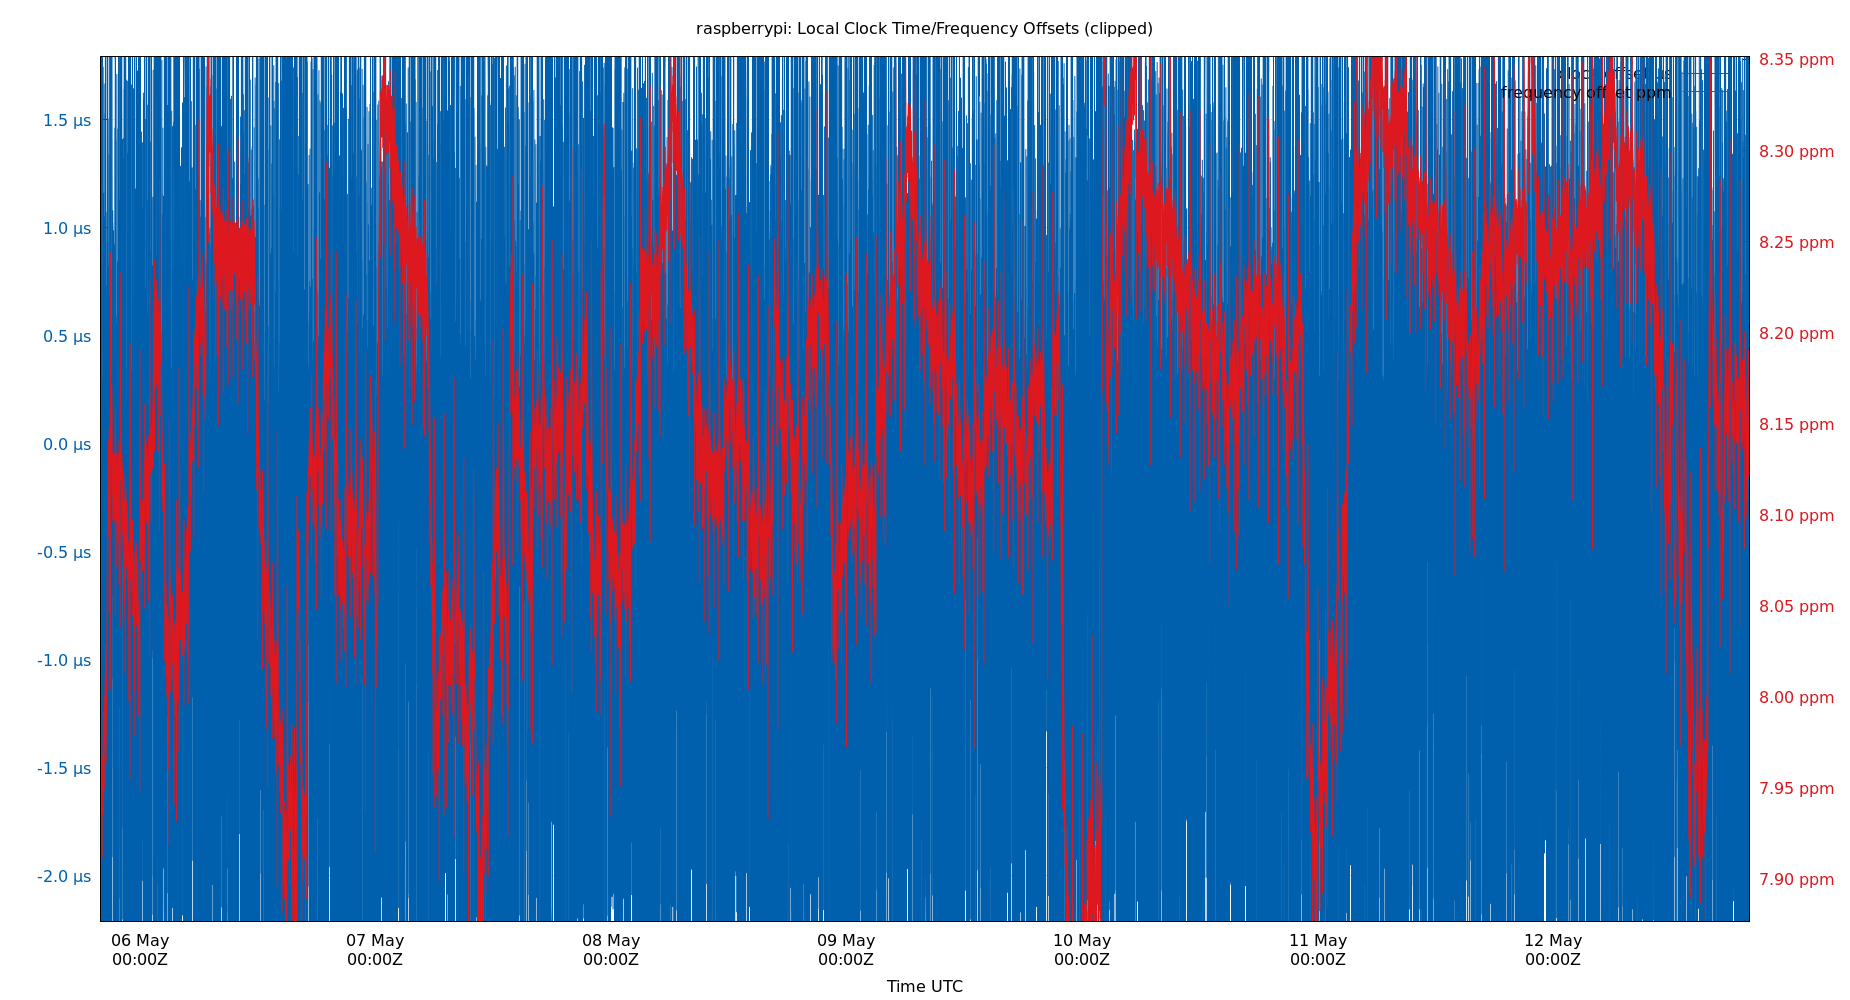 raspberrypi: Local Clock Time/Frequency Offsets (clipped)
clock offset µs
frequency offset ppm
1.5 µs
1.0 µs
0.5 µs
0.0 µs
-0.5 µs
-1.0 µs
-1.5 µs
-2.0 µs
8.35 ppm
8.30 ppm
8.25 ppm
8.20 ppm
8.15 ppm
8.10 ppm
8.05 ppm
8.00 ppm
7.95 ppm
7.90 ppm
06 May
00:00Z
07 May
00:00Z
08 May
00:00Z
09 May
00:00Z
10 May
00:00Z
11 May
00:00Z
12 May
00:00Z
Time UTC